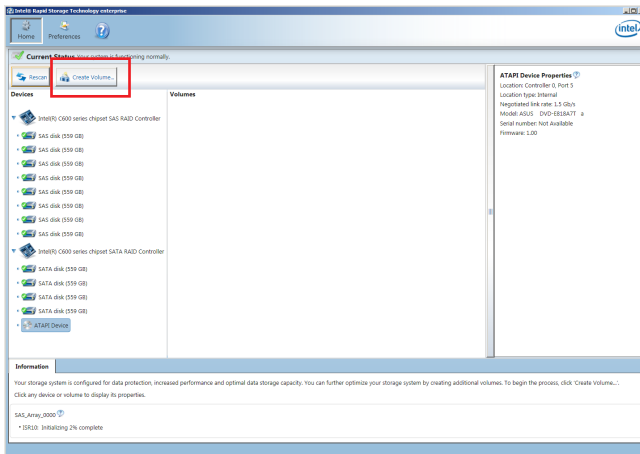 Intel® Rapid Storage Technology enterprise
Home
Preferences
intel
Current Status Your system is functioning normally.
Rescan
Create Volume...
Devices
Volumes
Intel(R) C600 series chipset SAS RAID Controller
SAS disk (559 GB)
SAS disk (559 GB)
SAS disk (559 GB)
SAS disk (559 GB)
SAS disk (559 GB)
SAS disk (559 GB)
SAS disk (559 GB)
SAS disk (559 GB)
Intel(R) C600 series chipset SATA RAID Controller
SATA disk (559 GB)
SATA disk (559 GB)
SATA disk (559 GB)
SATA disk (559 GB)
ATAPI Device
ATAPI Device Properties
Location: Controller 0, Port 5
Location type: Internal
Negotiated link rate: 1.5 Gb/s
Model: ASUS DVD-E818A7T a
Serial number: Not Available
Firmware: 1.00
Information
Your storage system is configured for data protection, increased performance and optimal data storage capacity. You can further optimize your storage system by creating additional volumes. To begin the process, click 'Create Volume...'.
Click any device or volume to display its properties.
SAS_Array_0000
• ISR10: Initializing 2% complete